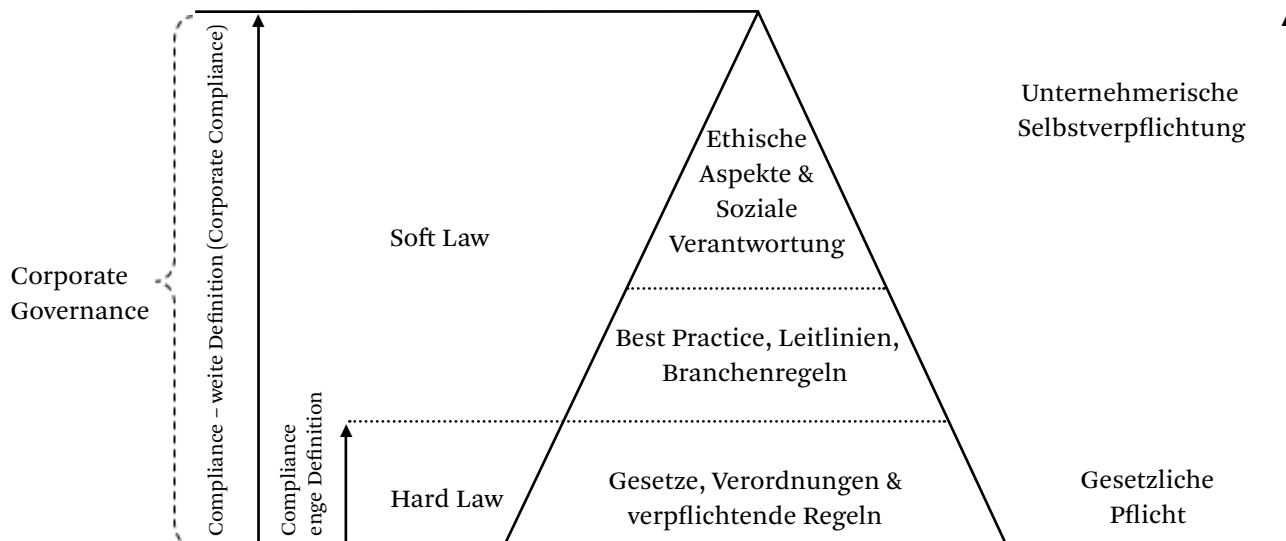 Corporate
Governance
Compliance – weite Definition (Corporate Compliance)
Compliance
enge Definition
Soft Law
Hard Law
Ethische
Aspekte &
Soziale
Verantwortung
Best Practice, Leitlinien,
Branchenregeln
Gesetze, Verordnungen &
verpflichtende Regeln
Unternehmerische
Selbstverpflichtung
Gesetzliche
Pflicht